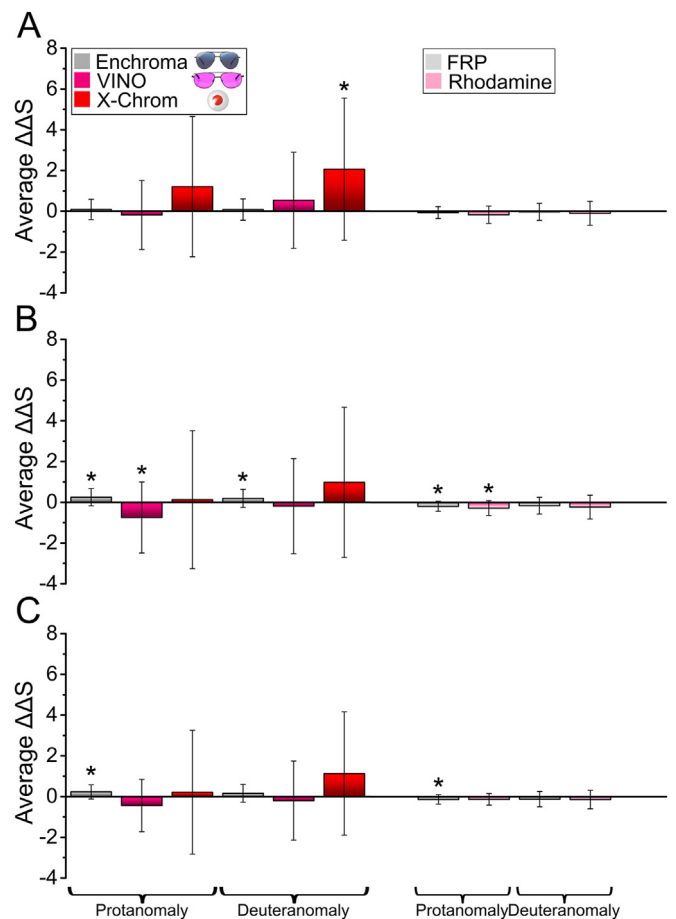 A
8
6
4
2
0
-2
-4
Average ΔΔS
Enchroma
VINO
X-Chrom
FRP
Rhodamine
*
B
8
6
4
2
0
-2
-4
Average ΔΔS
* * * * *
C
8
6
4
2
0
-2
-4
Average ΔΔS
* *
Protanomaly Deuteranomaly Protanomaly Deuteranomaly